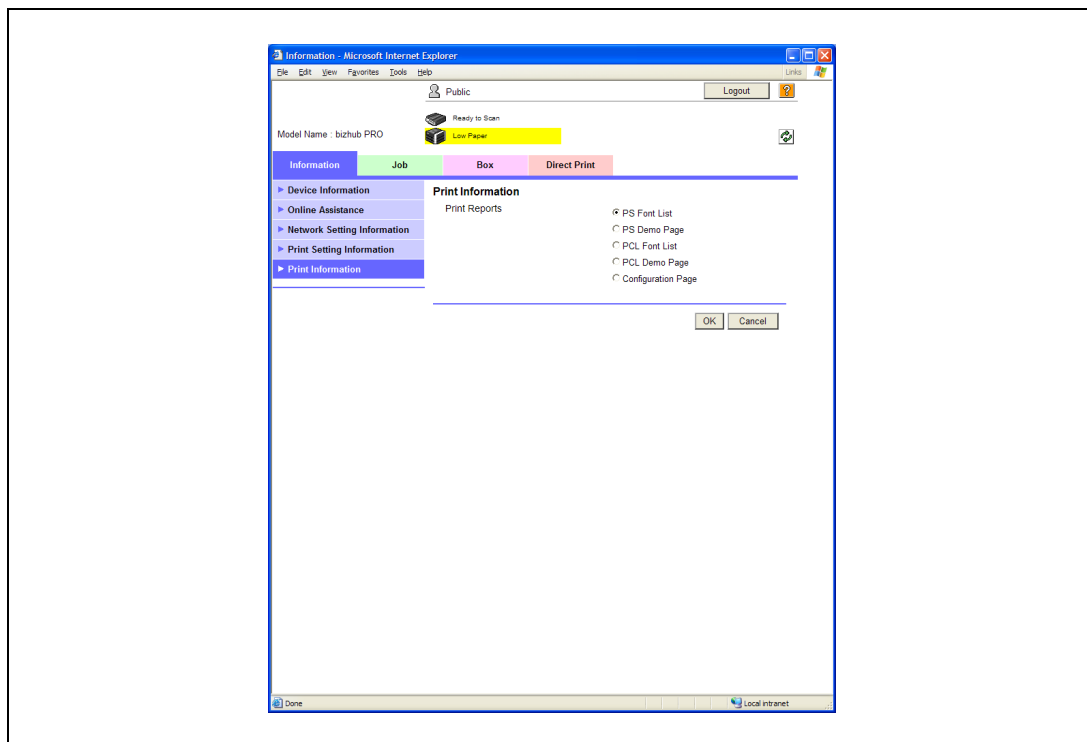 Information - Microsoft Internet Explorer
File Edit View Favorites Tools Help
Links
Public
Logout
?
Ready to Scan
Model Name : bizhub PRO
Low Paper
Information Job Box Direct Print
Device Information
Online Assistance
Network Setting Information
Print Setting Information
Print Information
Print Information
Print Reports
PS Font List
PS Demo Page
PCL Font List
PCL Demo Page
Configuration Page
OK Cancel
Done
Local intranet